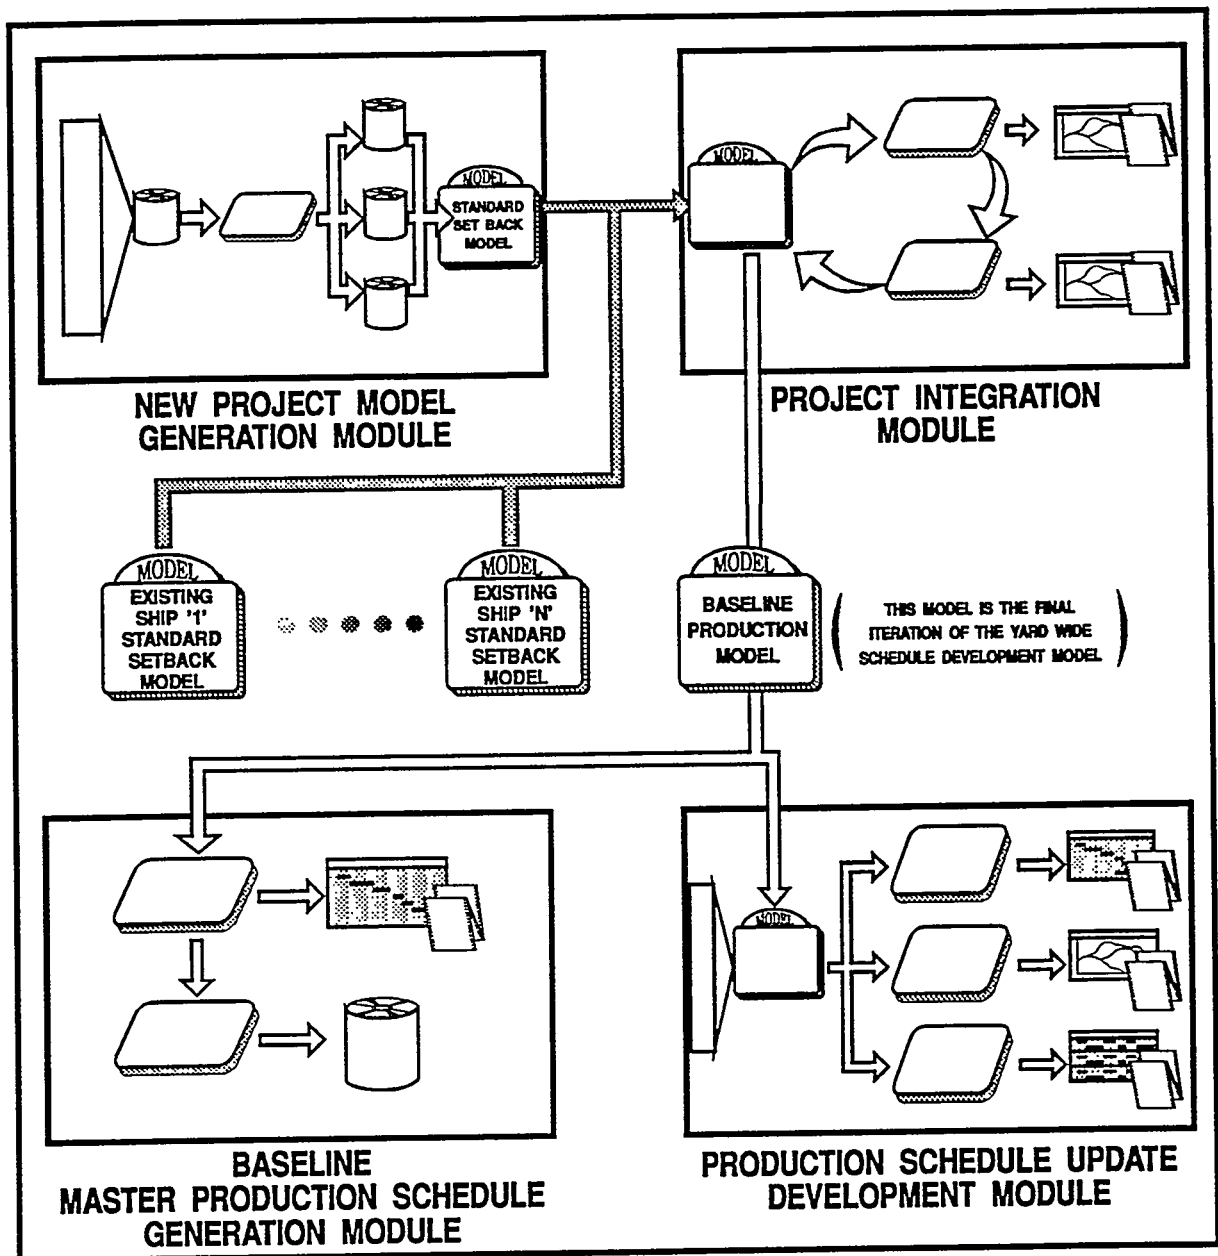 MODEL
STANDARD
SET BACK
MODEL
MODEL
NEW PROJECT MODEL
GENERATION MODULE
PROJECT INTEGRATION
MODULE
MODEL
EXISTING
SHIP '1'
STANDARD
SETBACK
MODEL
MODEL
EXISTING
SHIP 'N'
STANDARD
SETBACK
MODEL
MODEL
BASELINE
PRODUCTION
MODEL
THIS MODEL IS THE FINAL
ITERATION OF THE YARD WIDE
SCHEDULE DEVELOPMENT MODEL
MODEL
BASELINE
MASTER PRODUCTION SCHEDULE
GENERATION MODULE
PRODUCTION SCHEDULE UPDATE
DEVELOPMENT MODULE